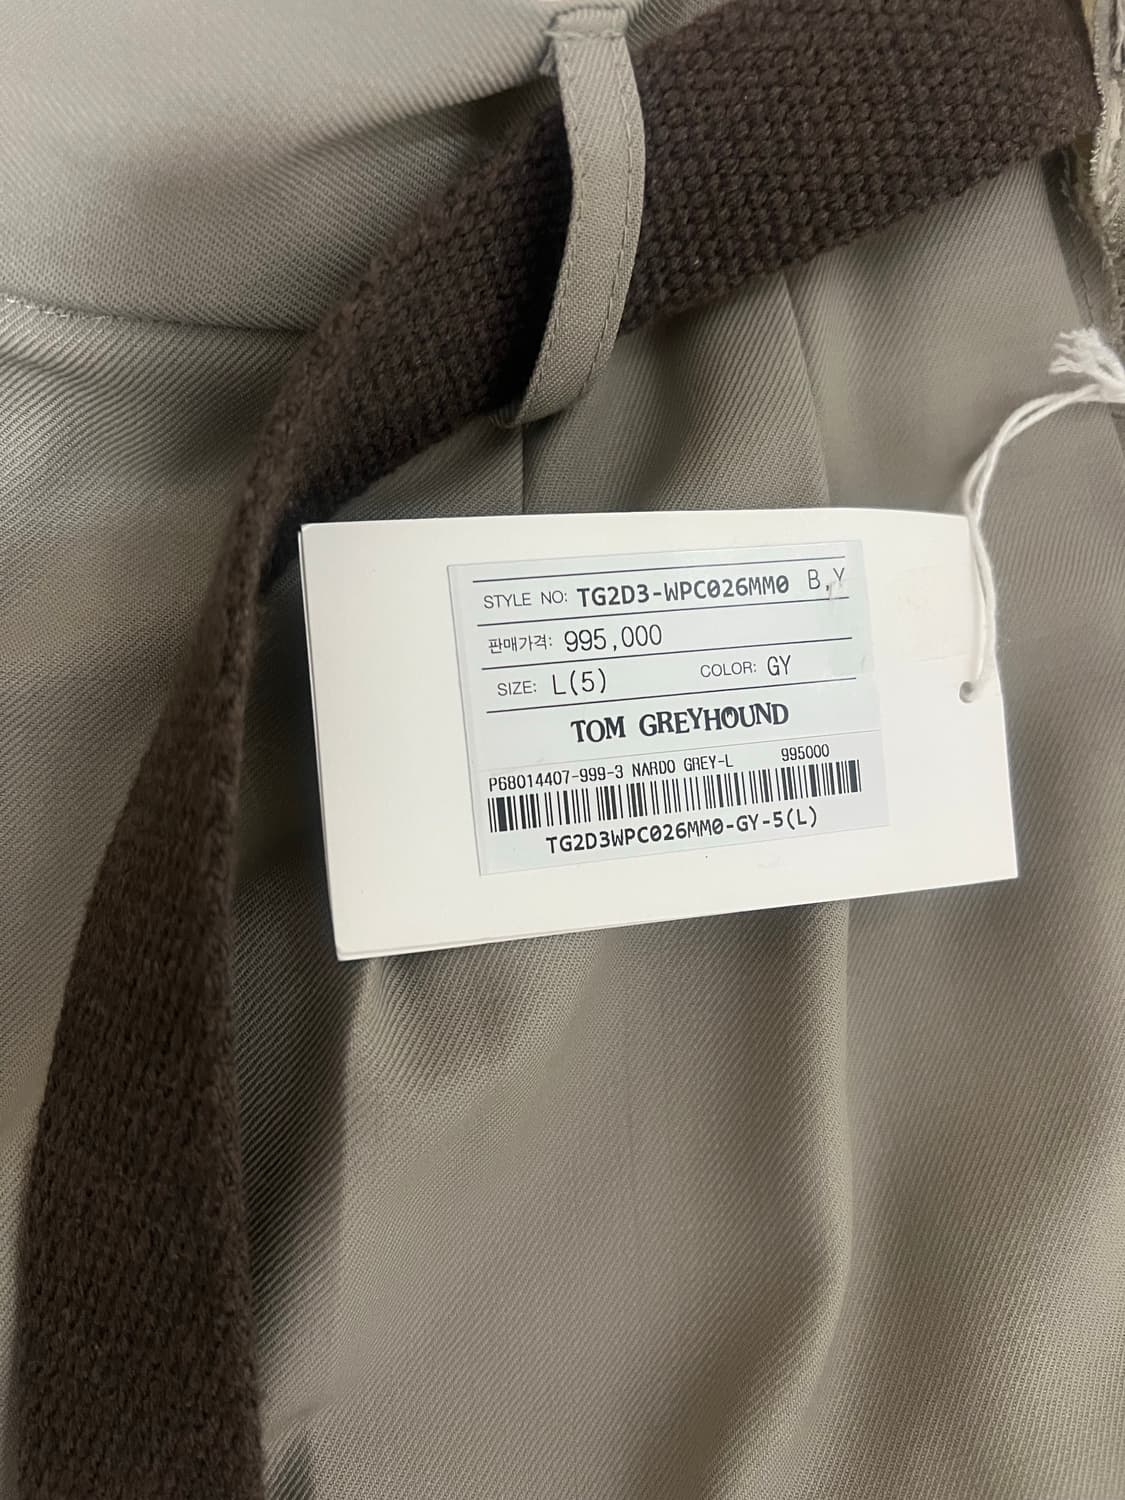 STYLE NO: TG2D3-WPC026MM0 B,Y
판매가격: 995,000
SIZE: L(5) COLOR: GY
TOM GREYHOUND
P68014407-999-3 NARDO GREY-L 995000
TG2D3WPC026MM0-GY-5(L)